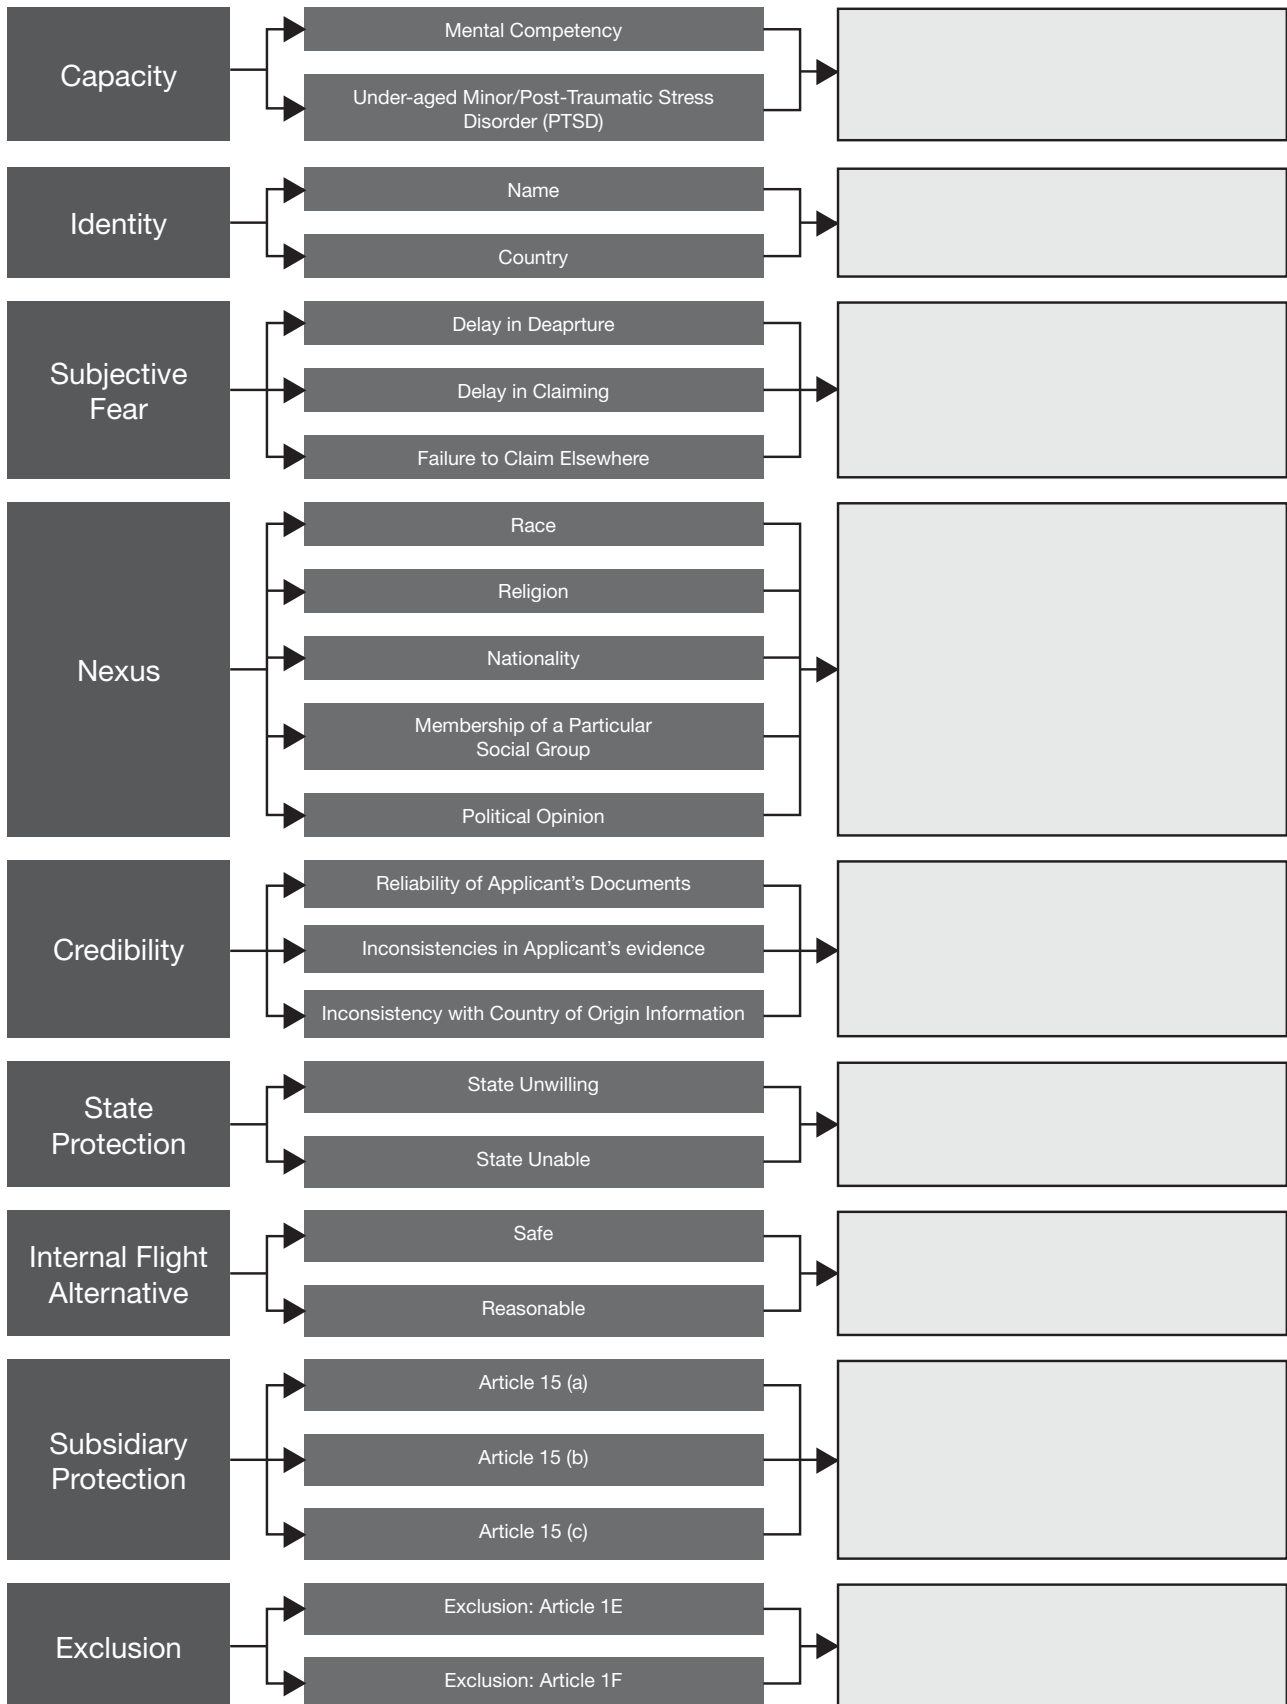 Capacity
Mental Competency
Under-aged Minor/Post-Traumatic Stress
Disorder (PTSD)
Identity
Name
Country
Subjective
Fear
Delay in Deaprture
Delay in Claiming
Failure to Claim Elsewhere
Nexus
Race
Religion
Nationality
Membership of a Particular
Social Group
Political Opinion
Credibility
Reliability of Applicant’s Documents
Inconsistencies in Applicant’s evidence
Inconsistency with Country of Origin Information
State
Protection
State Unwilling
State Unable
Internal Flight
Alternative
Safe
Reasonable
Subsidiary
Protection
Article 15 (a)
Article 15 (b)
Article 15 (c)
Exclusion
Exclusion: Article 1E
Exclusion: Article 1F